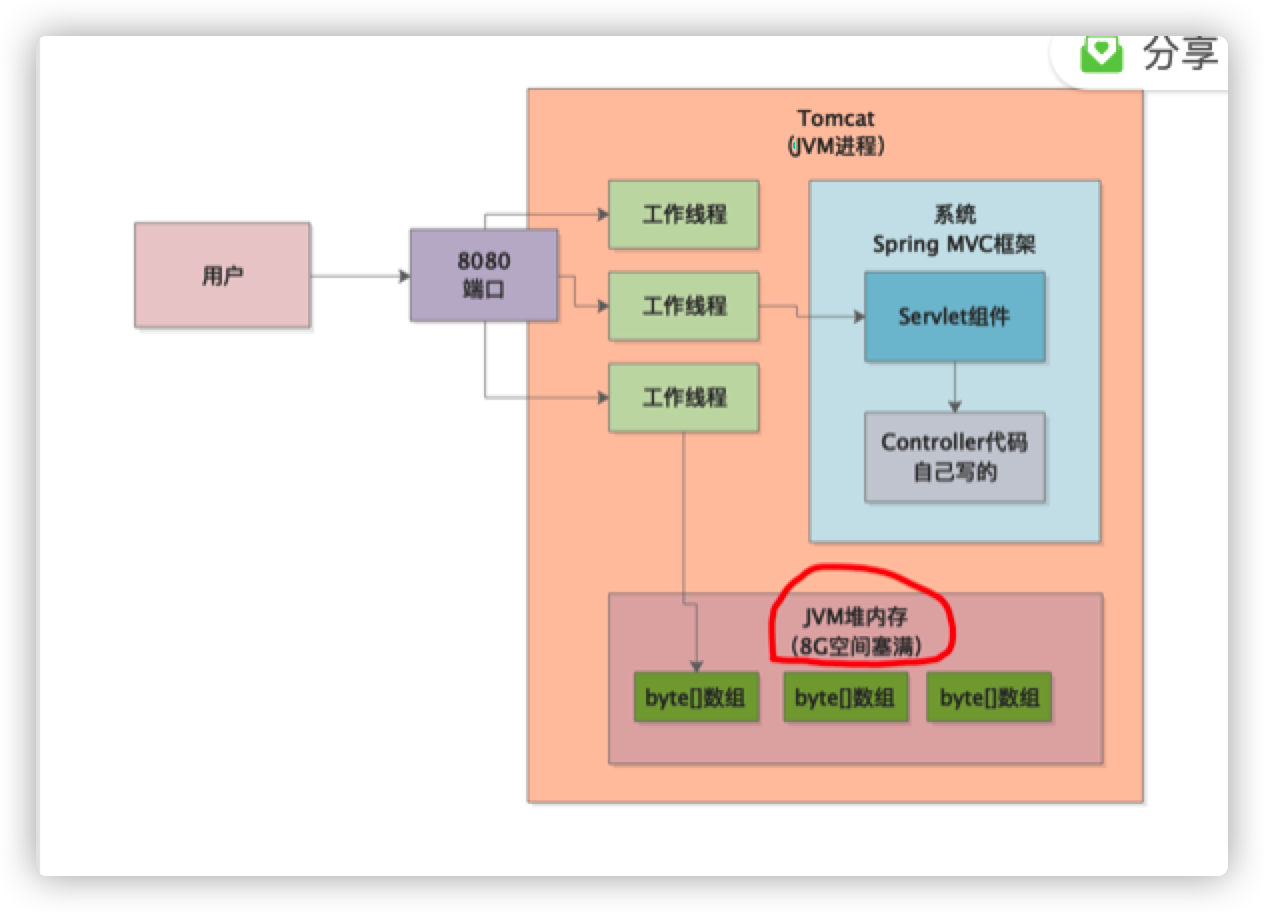 分享
Tomcat
(JVM进程)
用户
8080
端口
工作线程
工作线程
工作线程
系统
Spring MVC框架
Servlet组件
Controller代码
自己写的
JVM堆内存
（8G空间塞满）
byte[]数组
byte[]数组
byte[]数组